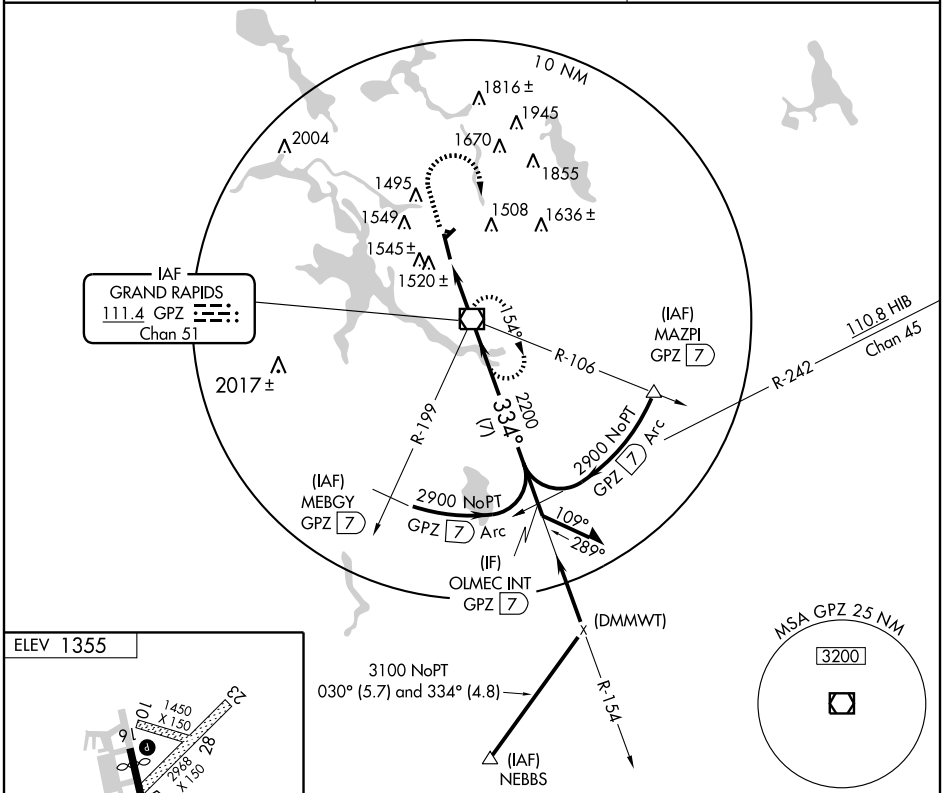 10 NM
1816 ±
1945
1670
1855
2004
1495
1549
1508
1636 ±
1545 ±
1520 ±
IAF
GRAND RAPIDS
111.4 GPZ
Chan 51
2017 ±
154°
(IAF)
MAZPI
GPZ 7
110.8 HIB
Chan 45
R-106
R-242
R-199
2200
334°
(7)
2900 NoPT
GPZ 7 Arc
(IAF)
MEBGY
GPZ 7
2900 NoPT
GPZ 7 Arc
109°
289°
(IF)
OLMEC INT
GPZ 7
x (DMMWT)
3100 NoPT
030° (5.7) and 334° (4.8)
R-154
(IAF)
NEBBS
MSA GPZ 25 NM
3200
ELEV 1355
16
10
1450
X 150
23
28
2968
X 150
P